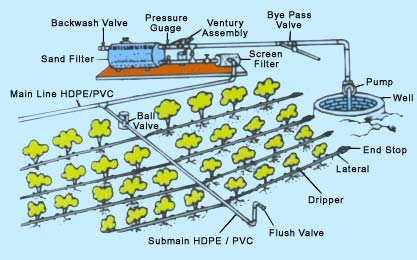 Backwash Valve
Pressure
Guage
Ventury
Assembly
Bye Pass
Valve
Sand Filter
Screen
Filter
Main Line HDPE/PVC
Ball
Valve
Pump
Well
End Stop
Lateral
Dripper
Flush Valve
Submain HDPE / PVC